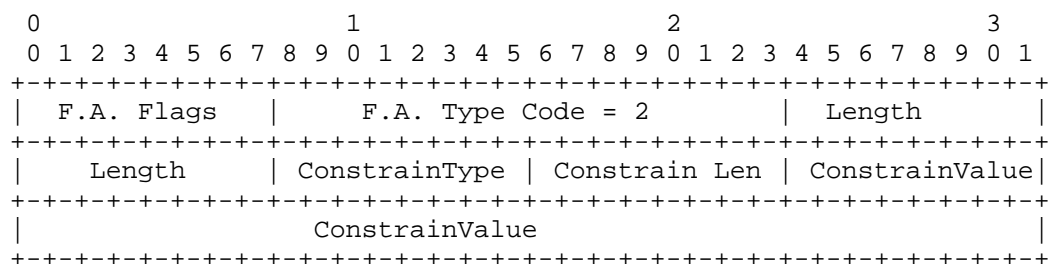 0                   1                   2                   3
 0 1 2 3 4 5 6 7 8 9 0 1 2 3 4 5 6 7 8 9 0 1 2 3 4 5 6 7 8 9 0 1
+-+-+-+-+-+-+-+-+-+-+-+-+-+-+-+-+-+-+-+-+-+-+-+-+-+-+-+-+-+-+-+-+
|  F.A. Flags   |     F.A. Type Code = 2        |  Length       |
+-+-+-+-+-+-+-+-+-+-+-+-+-+-+-+-+-+-+-+-+-+-+-+-+-+-+-+-+-+-+-+-+
|    Length     | ConstrainType | Constrain Len | ConstrainValue|
+-+-+-+-+-+-+-+-+-+-+-+-+-+-+-+-+-+-+-+-+-+-+-+-+-+-+-+-+-+-+-+-+
|                  ConstrainValue                               |
+-+-+-+-+-+-+-+-+-+-+-+-+-+-+-+-+-+-+-+-+-+-+-+-+-+-+-+-+-+-+-+-+